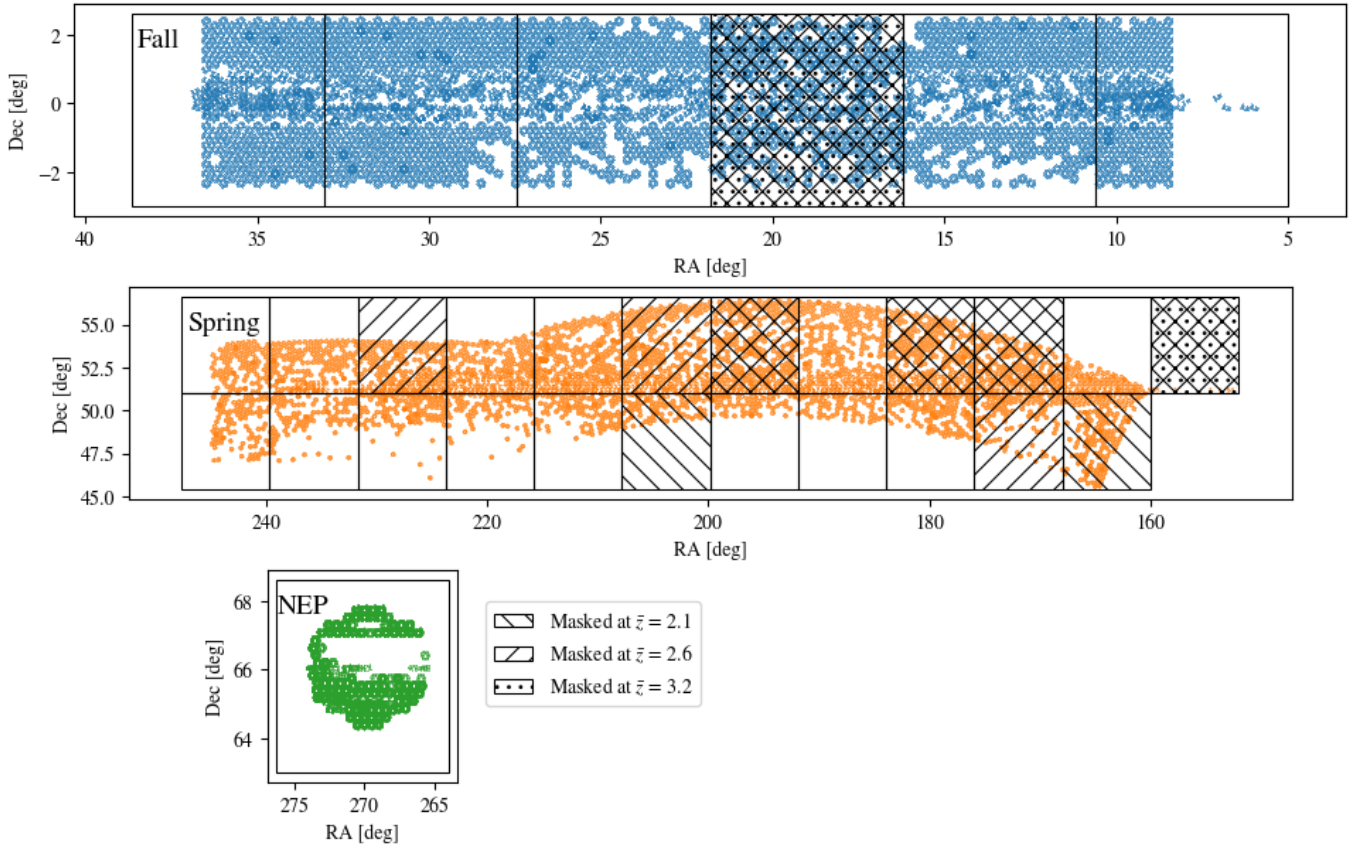 Fall
Dec [deg]
2
0
−2
40 35 30 25 20 15 10 5
RA [deg]
Spring
Dec [deg]
55.0
52.5
50.0
47.5
45.0
240 220 200 180 160
RA [deg]
NEP
Dec [deg]
68
66
64
275 270 265
RA [deg]
Masked at z̄ = 2.1
Masked at z̄ = 2.6
Masked at z̄ = 3.2